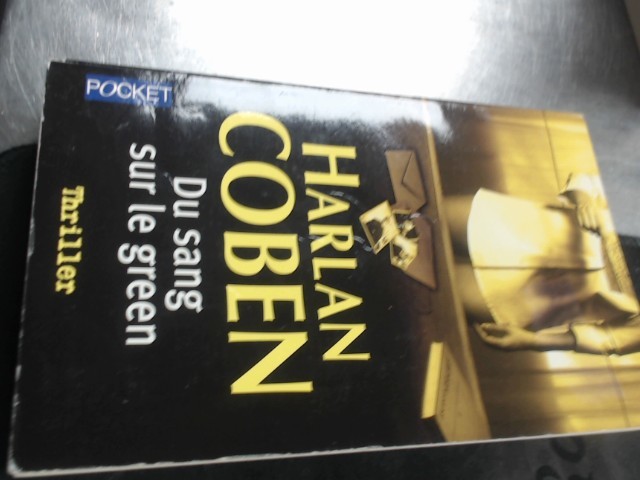 HARLAN
COBEN
Du sang
sur le green
Thriller
POCKET